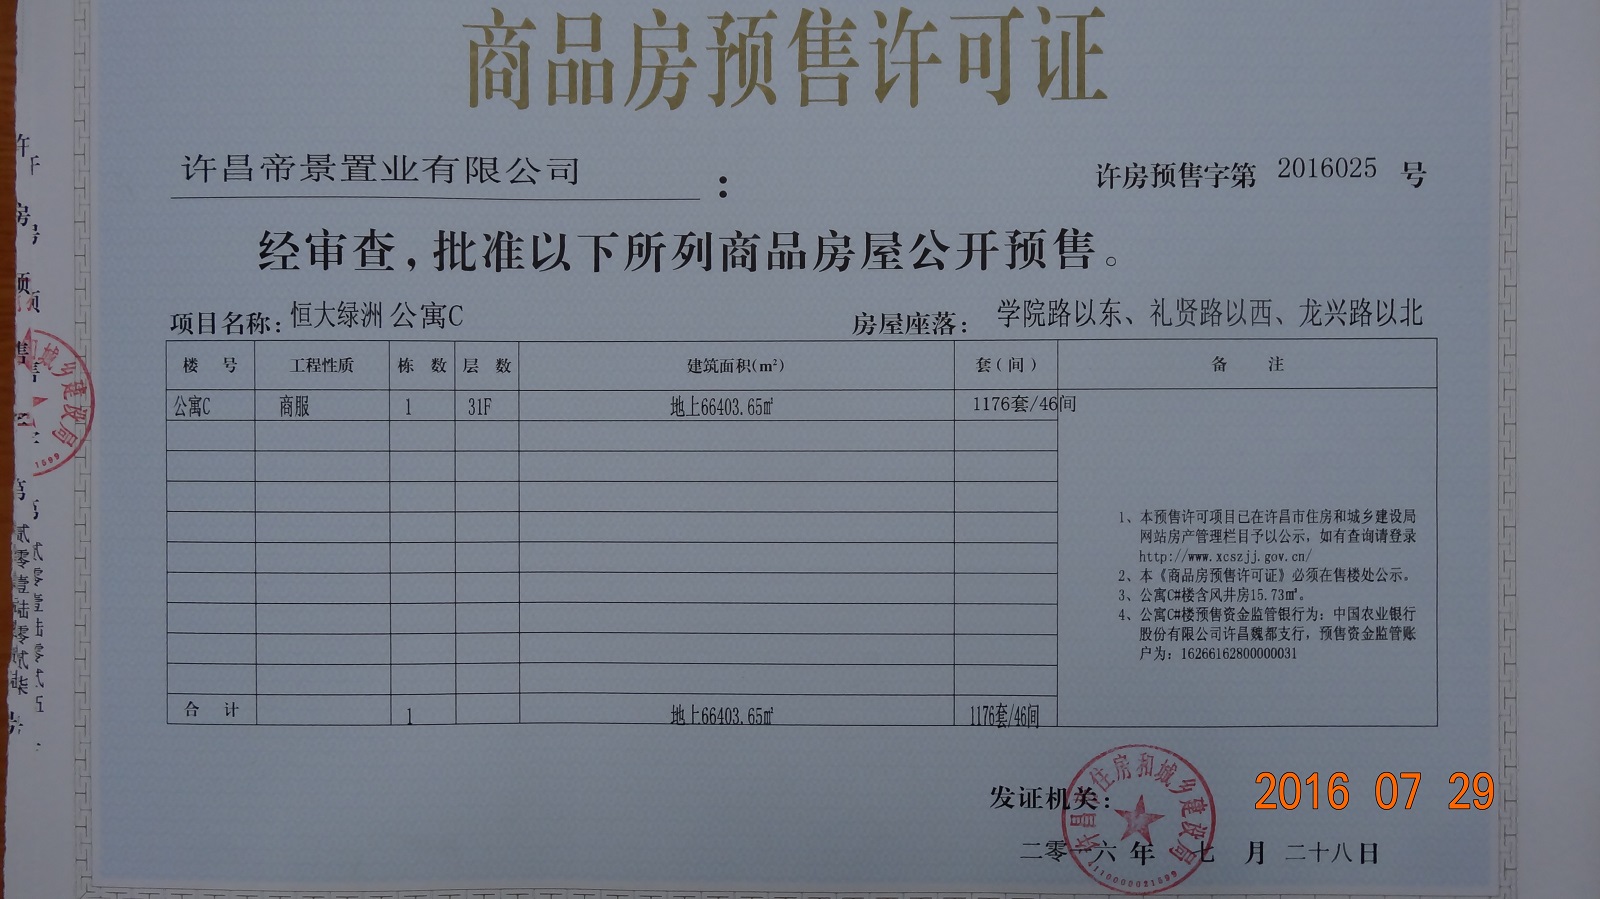 商品房预售许可证
许昌帝景置业有限公司：
许房预售字第 2016025 号
经审查，批准以下所列商品房屋公开预售。
项目名称：恒大绿洲 公寓C
房屋座落：学院路以东、礼贤路以西、龙兴路以北
楼 号 工程性质 栋 数 层 数 建筑面积(m²) 套(间) 备 注
公寓C 商服 1 31F 地上66403.65㎡ 1176套/46间
1、本预售许可项目已在许昌市住房和城乡建设局
网站房产管理栏目予以公示，如有查询请登录
http://www.xcszjj.gov.cn/
2、本《商品房预售许可证》必须在售楼处公示。
3、公寓C#楼含风井房15.73㎡。
4、公寓C#楼预售资金监管银行为：中国农业银行
股份有限公司许昌魏都支行，预售资金监管账
户为：16266162800000031
合 计 1 地上66403.65㎡ 1176套/46间
发证机关：
许昌市住房和城乡建设局
二零一六 年 七 月 二十八日
2016 07 29